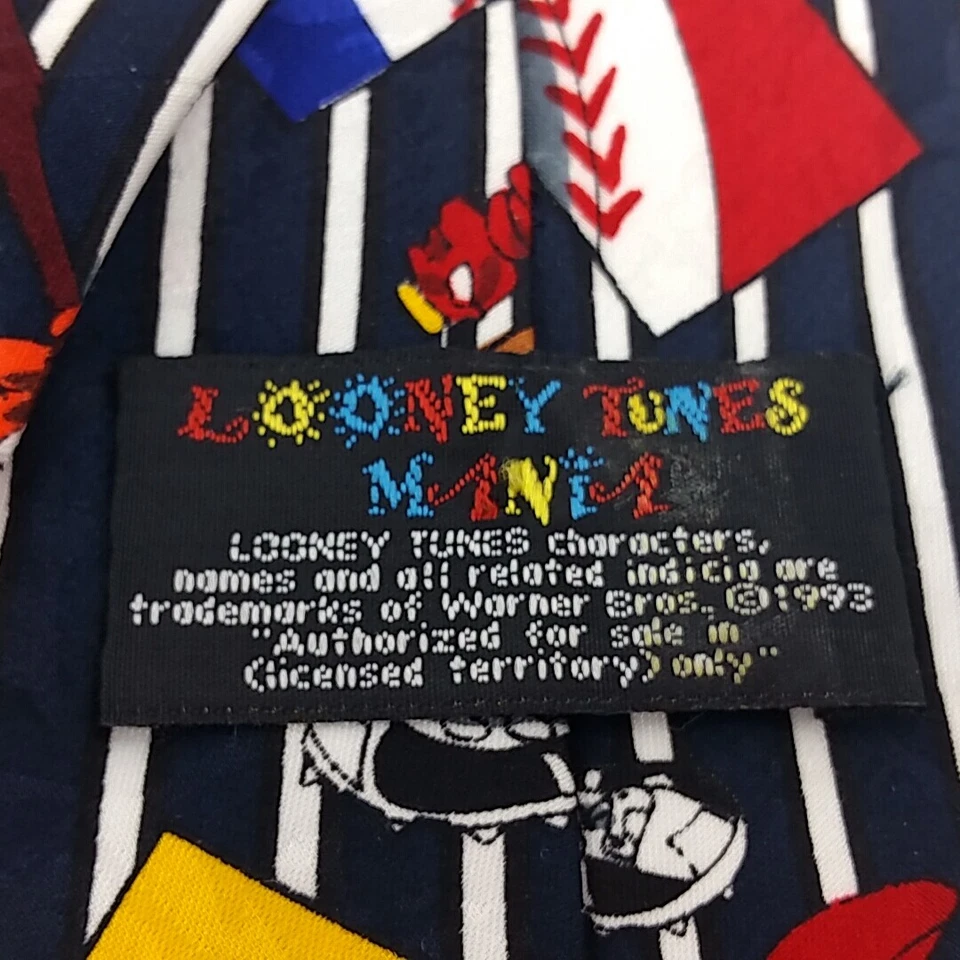 LOONEY TUNES
MANIA
LOONEY TUNES characters,
names and all related indicia are
trademarks of Warner Bros., ©1993
"Authorized for sale in
(licensed territory) only"